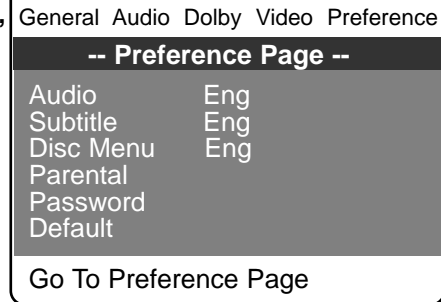 General Audio Dolby Video Preference
-- Preference Page --
Audio Eng
Subtitle Eng
Disc Menu Eng
Parental
Password
Default
Go To Preference Page